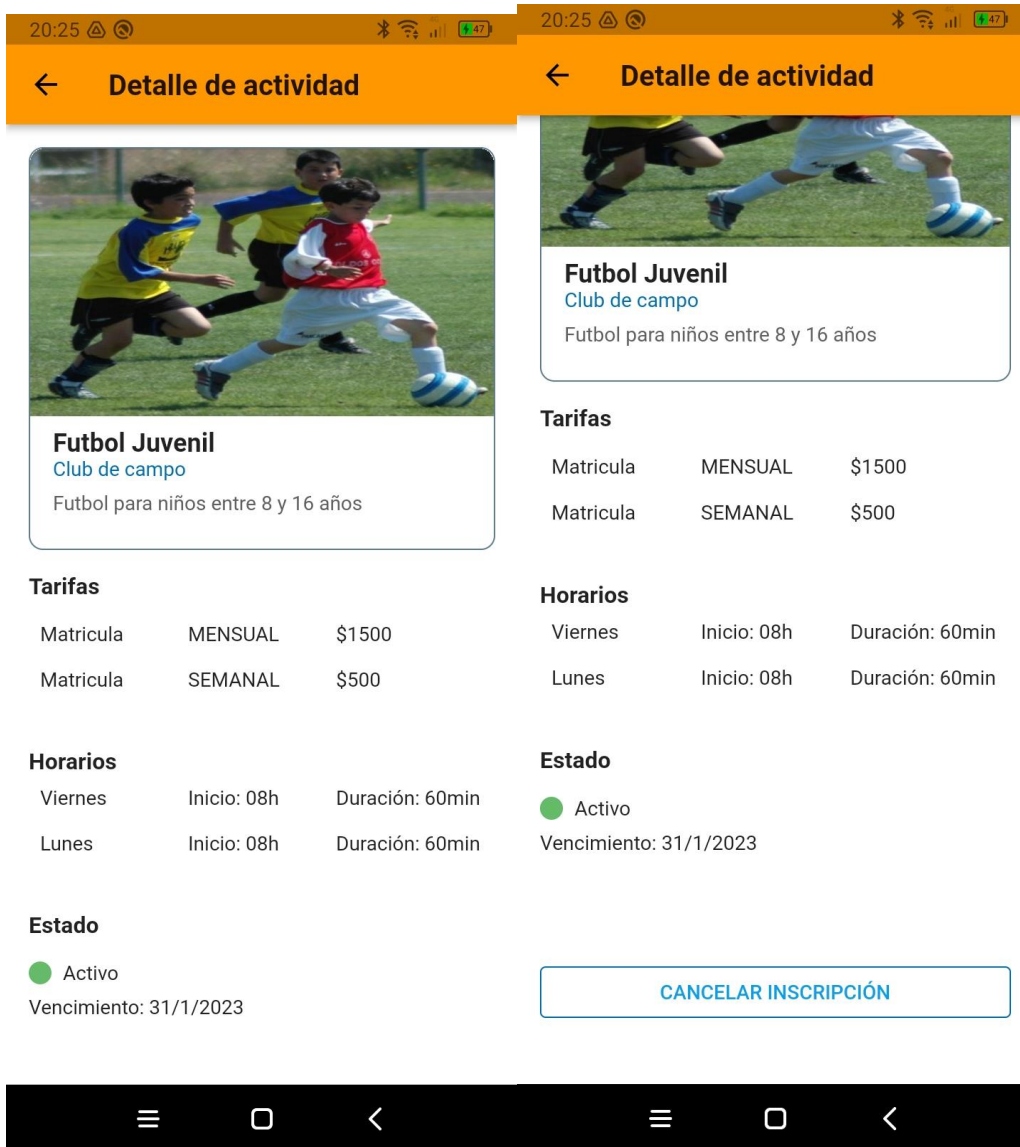 20:25
47
Detalle de actividad
Futbol Juvenil
Club de campo
Futbol para niños entre 8 y 16 años
Tarifas
Matricula MENSUAL $1500
Matricula SEMANAL $500
Horarios
Viernes Inicio: 08h Duración: 60min
Lunes Inicio: 08h Duración: 60min
Estado
Activo
Vencimiento: 31/1/2023
20:25
4G
47
Detalle de actividad
Futbol Juvenil
Club de campo
Futbol para niños entre 8 y 16 años
Tarifas
Matricula MENSUAL $1500
Matricula SEMANAL $500
Horarios
Viernes Inicio: 08h Duración: 60min
Lunes Inicio: 08h Duración: 60min
Estado
Activo
Vencimiento: 31/1/2023
CANCELAR INSCRIPCIÓN